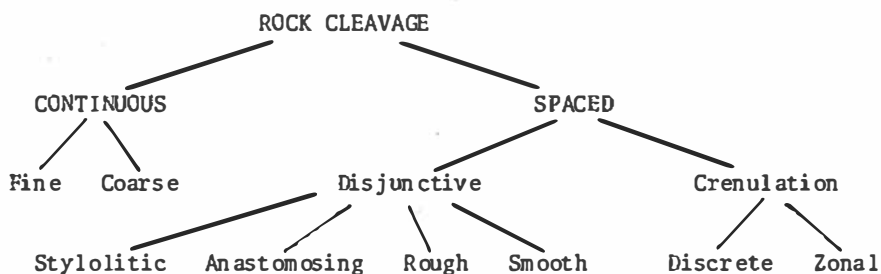 ROCK CLEAVAGE
CONTINUOUS SPACED
Fine Coarse Disjunctive Crenulation
Stylolitic Anastomosing Rough Smooth Discrete Zonal